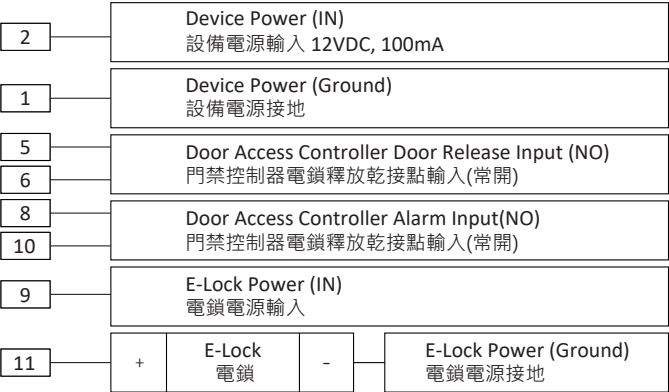 2
Device Power (IN)
設備電源輸入 12VDC, 100mA
1
Device Power (Ground)
設備電源接地
5
6
Door Access Controller Door Release Input (NO)
門禁控制器電鎖釋放乾接點輸入(常開)
8
10
Door Access Controller Alarm Input(NO)
門禁控制器電鎖釋放乾接點輸入(常開)
9
E-Lock Power (IN)
電鎖電源輸入
11
+
E-Lock
電鎖
-
E-Lock Power (Ground)
電鎖電源接地